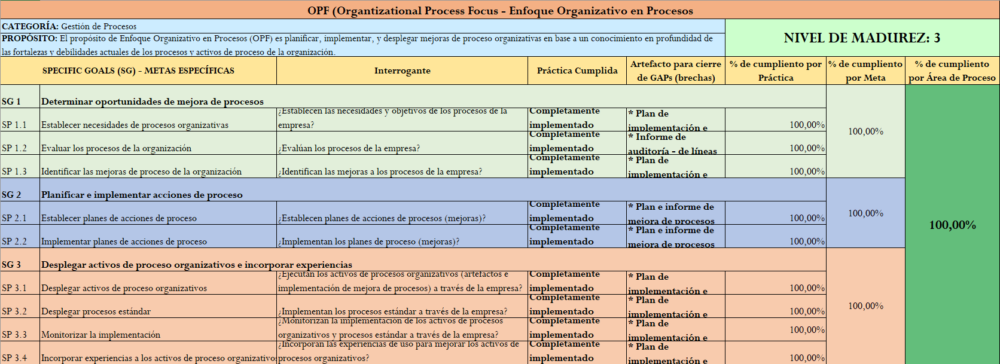 OPF (Organtizational Process Focus - Enfoque Organizativo en Procesos
CATEGORÍA: Gestión de Procesos
PROPÓSITO: El propósito de Enfoque Organizativo en Procesos (OPF) es planificar, implementar, y desplegar mejoras de proceso organizativas en base a un conocimiento en profundidad de
las fortalezas y debilidades actuales de los procesos y activos de proceso de la organización.
NIVEL DE MADUREZ: 3
SPECIFIC GOALS (SG) - METAS ESPECÍFICAS
Interrogante
Práctica Cumplida
Artefacto para cierre
de GAPs (brechas)
% de cumpliento por
Práctica
% de cumpliento
por Meta
% de cumpliento
por Área de Proceso
SG 1 Determinar oportunidades de mejora de procesos
SP 1.1 Establecer necesidades de procesos organizativas
¿Establecen las necesidades y objetivos de los procesos de la
empresa?
Completamente
implementado
* Plan de
implementación e
100,00%
SP 1.2 Evaluar los procesos de la organización
¿Evalúan los procesos de la empresa?
Completamente
implementado
* Informe de
auditoría - de líneas
100,00%
100,00%
SP 1.3 Identificar las mejoras de proceso de la organización
¿Identifican las mejoras a los procesos de la empresa?
Completamente
implementado
* Plan de
implementación e
100,00%
SG 2 Planificar e implementar acciones de proceso
SP 2.1 Establecer planes de acciones de proceso
¿Establecen planes de acciones de procesos (mejoras)?
Completamente
implementado
* Plan e informe de
mejora de procesos
100,00%
100,00%
100,00%
SP 2.2 Implementar planes de acciones de proceso
¿Implementan los planes de proceso (mejoras)?
Completamente
implementado
* Plan e informe de
mejora de procesos
100,00%
SG 3 Desplegar activos de proceso organizativos e incorporar experiencias
SP 3.1 Desplegar activos de proceso organizativos
¿Ejecutan los activos de procesos organizativos (artefactos e
implementación de mejora de procesos) a través de la empresa?
Completamente
implementado
* Plan de
implementación e
100,00%
SP 3.2 Desplegar procesos estándar
¿Implementan los procesos estándar a través de la empresa?
Completamente
implementado
* Plan de
implementación e
100,00%
100,00%
SP 3.3 Monitorizar la implementación
¿Monitorizan la implementación de los activos de procesos
organizativos y procesos estándar a través de la empresa?
Completamente
implementado
* Plan de
implementación e
100,00%
SP 3.4 Incorporar experiencias a los activos de proceso organizativos
¿Incorporan las experiencias de uso para mejorar los activos de
procesos organizativos?
Completamente
implementado
* Plan de
implementación e
100,00%